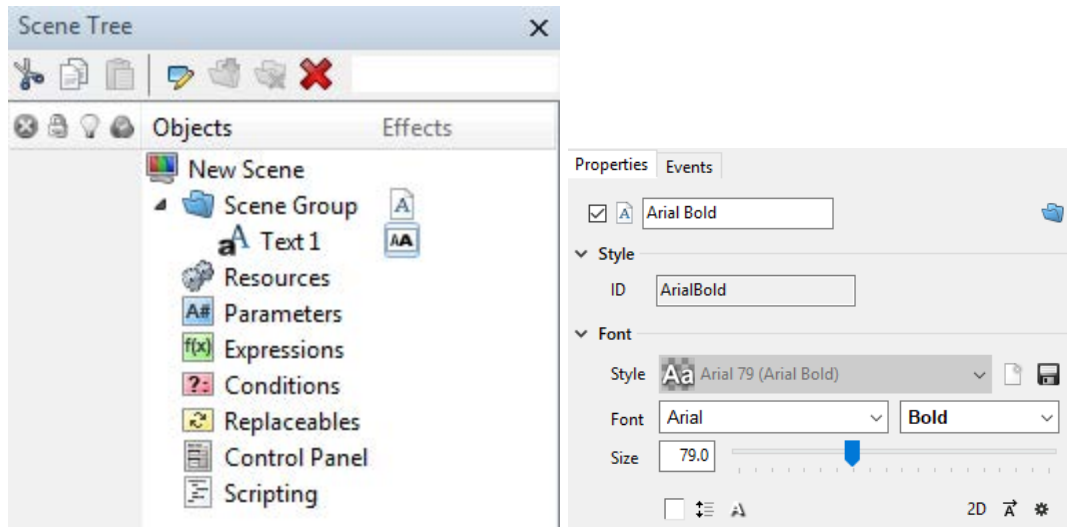 Scene Tree
Objects Effects
New Scene
Scene Group A
aA Text 1 AA
Resources
A# Parameters
f(x) Expressions
?: Conditions
Replaceables
Control Panel
Scripting
Properties Events
A Arial Bold
Style
ID ArialBold
Font
Style Aa Arial 79 (Arial Bold)
Font Arial Bold
Size 79.0
A 2D A